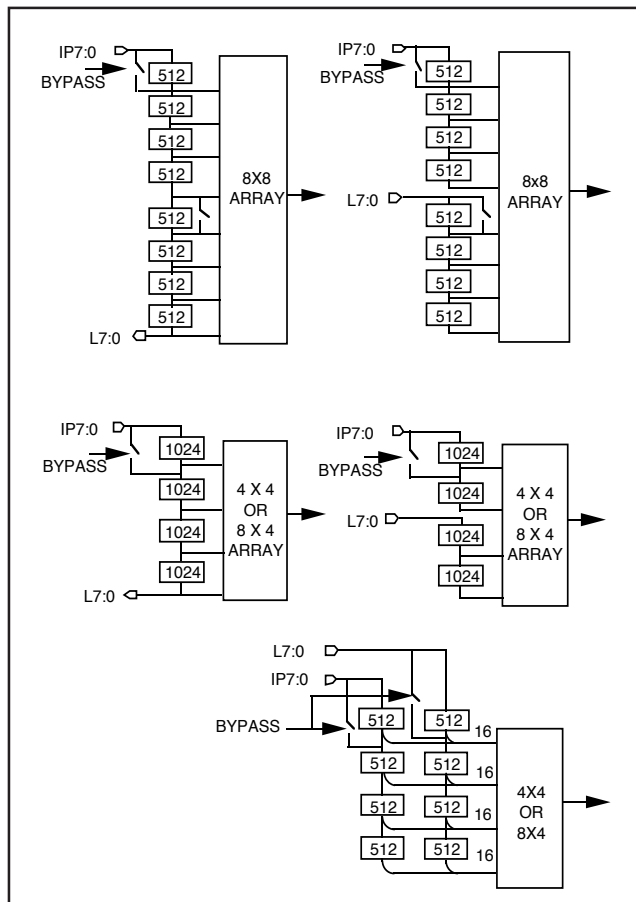 IP7:0
BYPASS
512
512
512
512
512
512
512
512
8X8
ARRAY
L7:0
IP7:0
BYPASS
512
512
512
512
L7:0
512
512
512
512
8x8
ARRAY
IP7:0
BYPASS
1024
1024
1024
1024
4 X 4
OR
8 X 4
ARRAY
L7:0
IP7:0
BYPASS
1024
1024
L7:0
1024
1024
4 X 4
OR
8 X 4
ARRAY
L7:0
IP7:0
BYPASS
512 512 16
512 512 16
512 512 16
512 512 16
4X4
OR
8X4